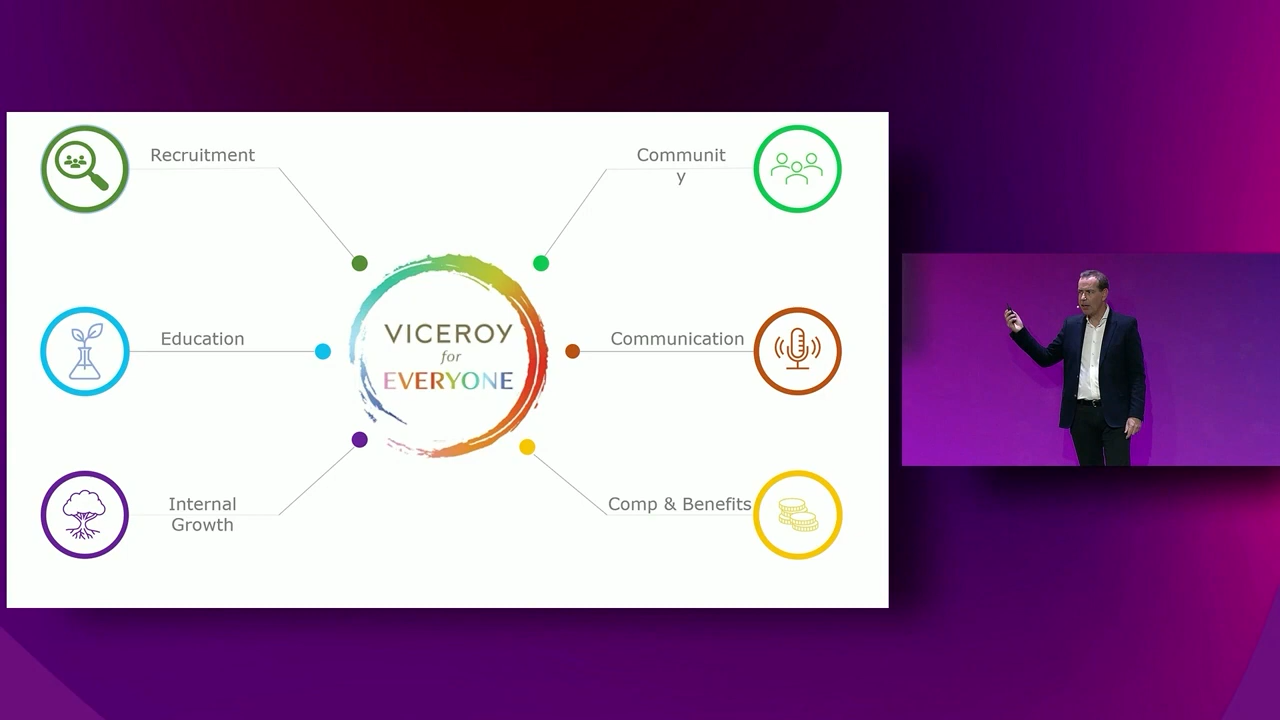 Recruitment
Communit
y
VICEROY
for
EVERYONE
Education
Communication
Internal
Growth
Comp & Benefits